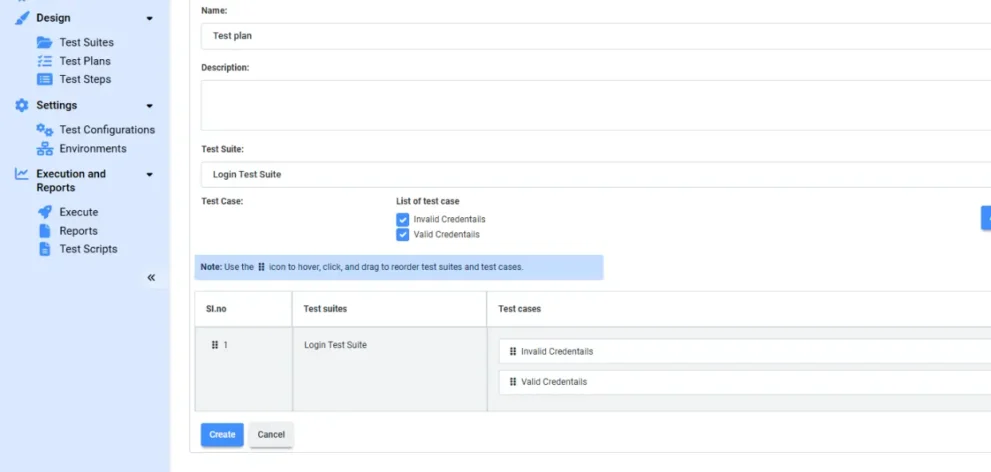 Design
Test Suites
Test Plans
Test Steps
Settings
Test Configurations
Environments
Execution and
Reports
Execute
Reports
Test Scripts
Name:
Test plan
Description:
Test Suite:
Login Test Suite
Test Case:
List of test case
Invalid Credentails
Valid Credentails
Note: Use the ⠿ icon to hover, click, and drag to reorder test suites and test cases.
Sl.no Test suites Test cases
1 Login Test Suite
Invalid Credentails
Valid Credentails
Create Cancel